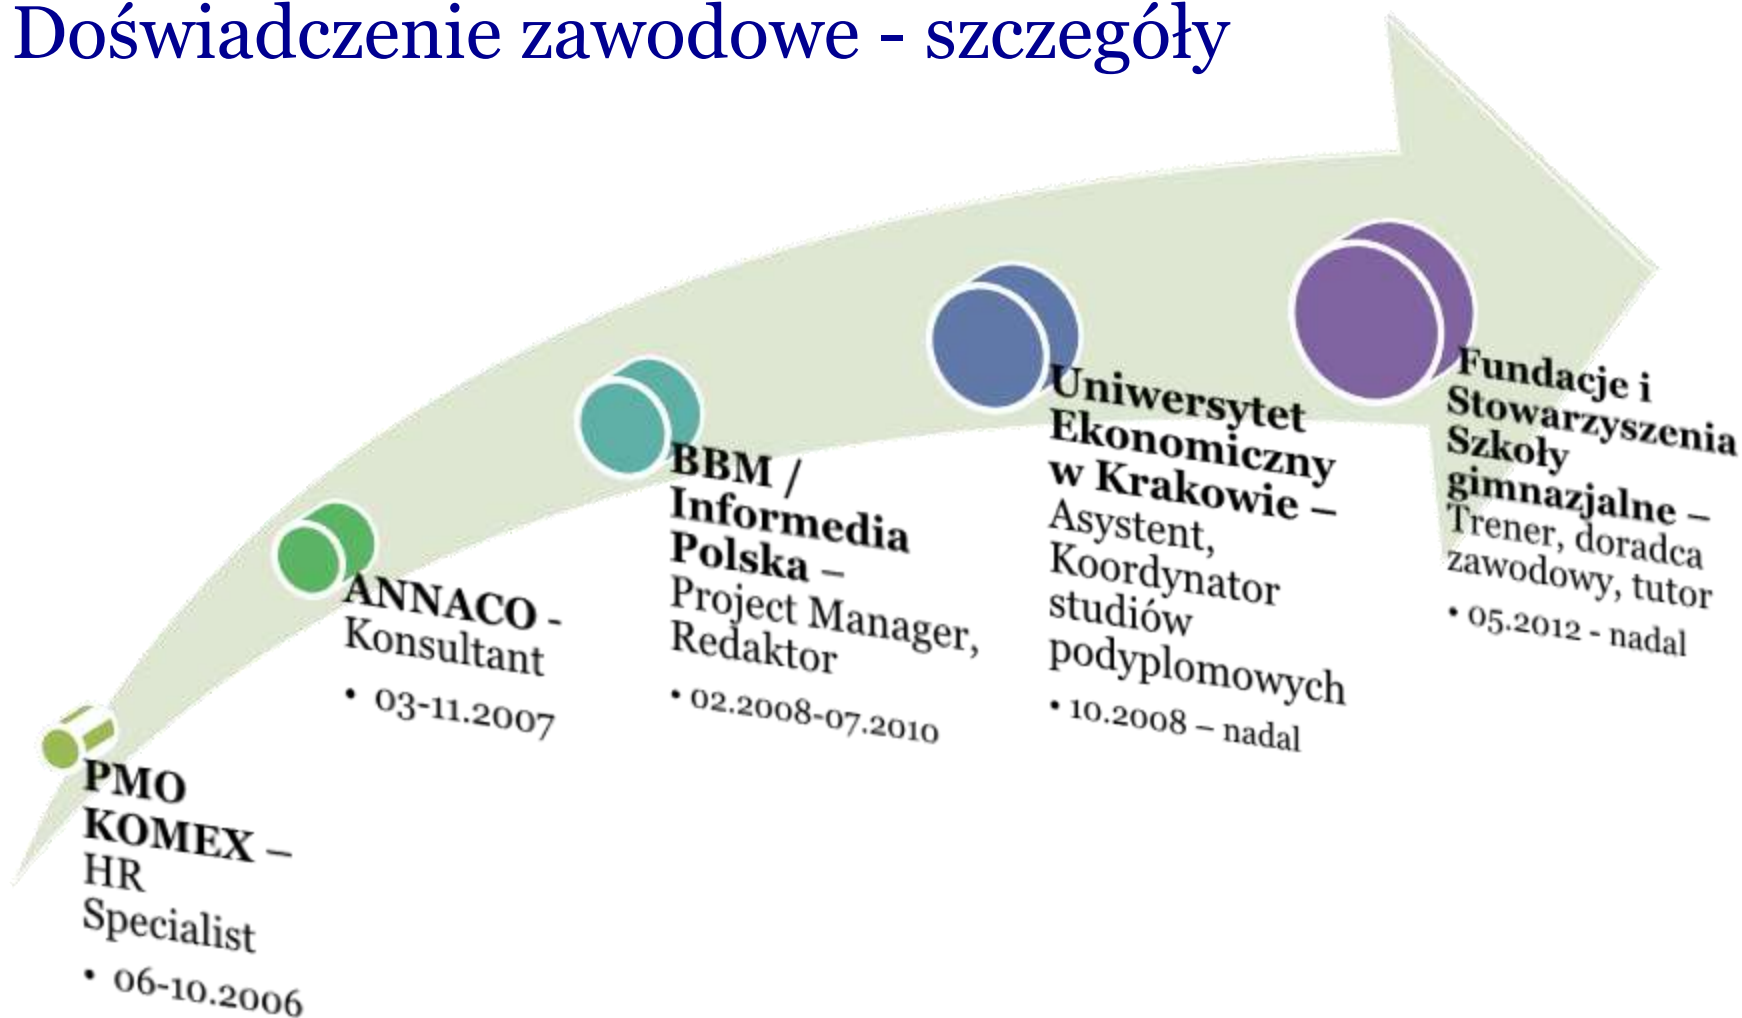 Doświadczenie zawodowe - szczegóły
PMO
KOMEX –
HR
Specialist
• 06-10.2006
ANNACO -
Konsultant
• 03-11.2007
BBM /
Informedia
Polska –
Project Manager,
Redaktor
• 02.2008-07.2010
Uniwersytet
Ekonomiczny
w Krakowie –
Asystent,
Koordynator
studiów
podyplomowych
• 10.2008 – nadal
Fundacje i
Stowarzyszenia
Szkoły
gimnazjalne –
Trener, doradca
zawodowy, tutor
• 05.2012 - nadal